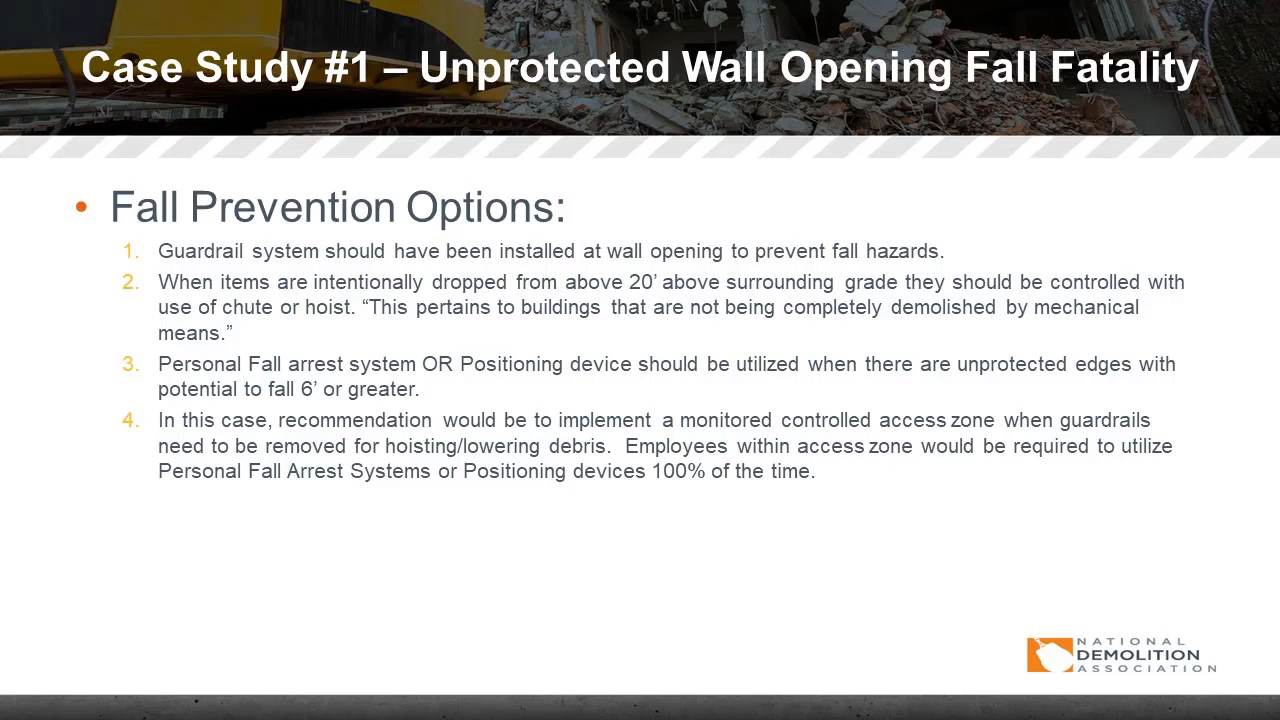 Case Study #1 – Unprotected Wall Opening Fall Fatality
• Fall Prevention Options:
1. Guardrail system should have been installed at wall opening to prevent fall hazards.
2. When items are intentionally dropped from above 20’ above surrounding grade they should be controlled with
use of chute or hoist. “This pertains to buildings that are not being completely demolished by mechanical
means.”
3. Personal Fall arrest system OR Positioning device should be utilized when there are unprotected edges with
potential to fall 6’ or greater.
4. In this case, recommendation would be to implement a monitored controlled access zone when guardrails
need to be removed for hoisting/lowering debris. Employees within access zone would be required to utilize
Personal Fall Arrest Systems or Positioning devices 100% of the time.
NATIONAL
DEMOLITION
ASSOCIATION